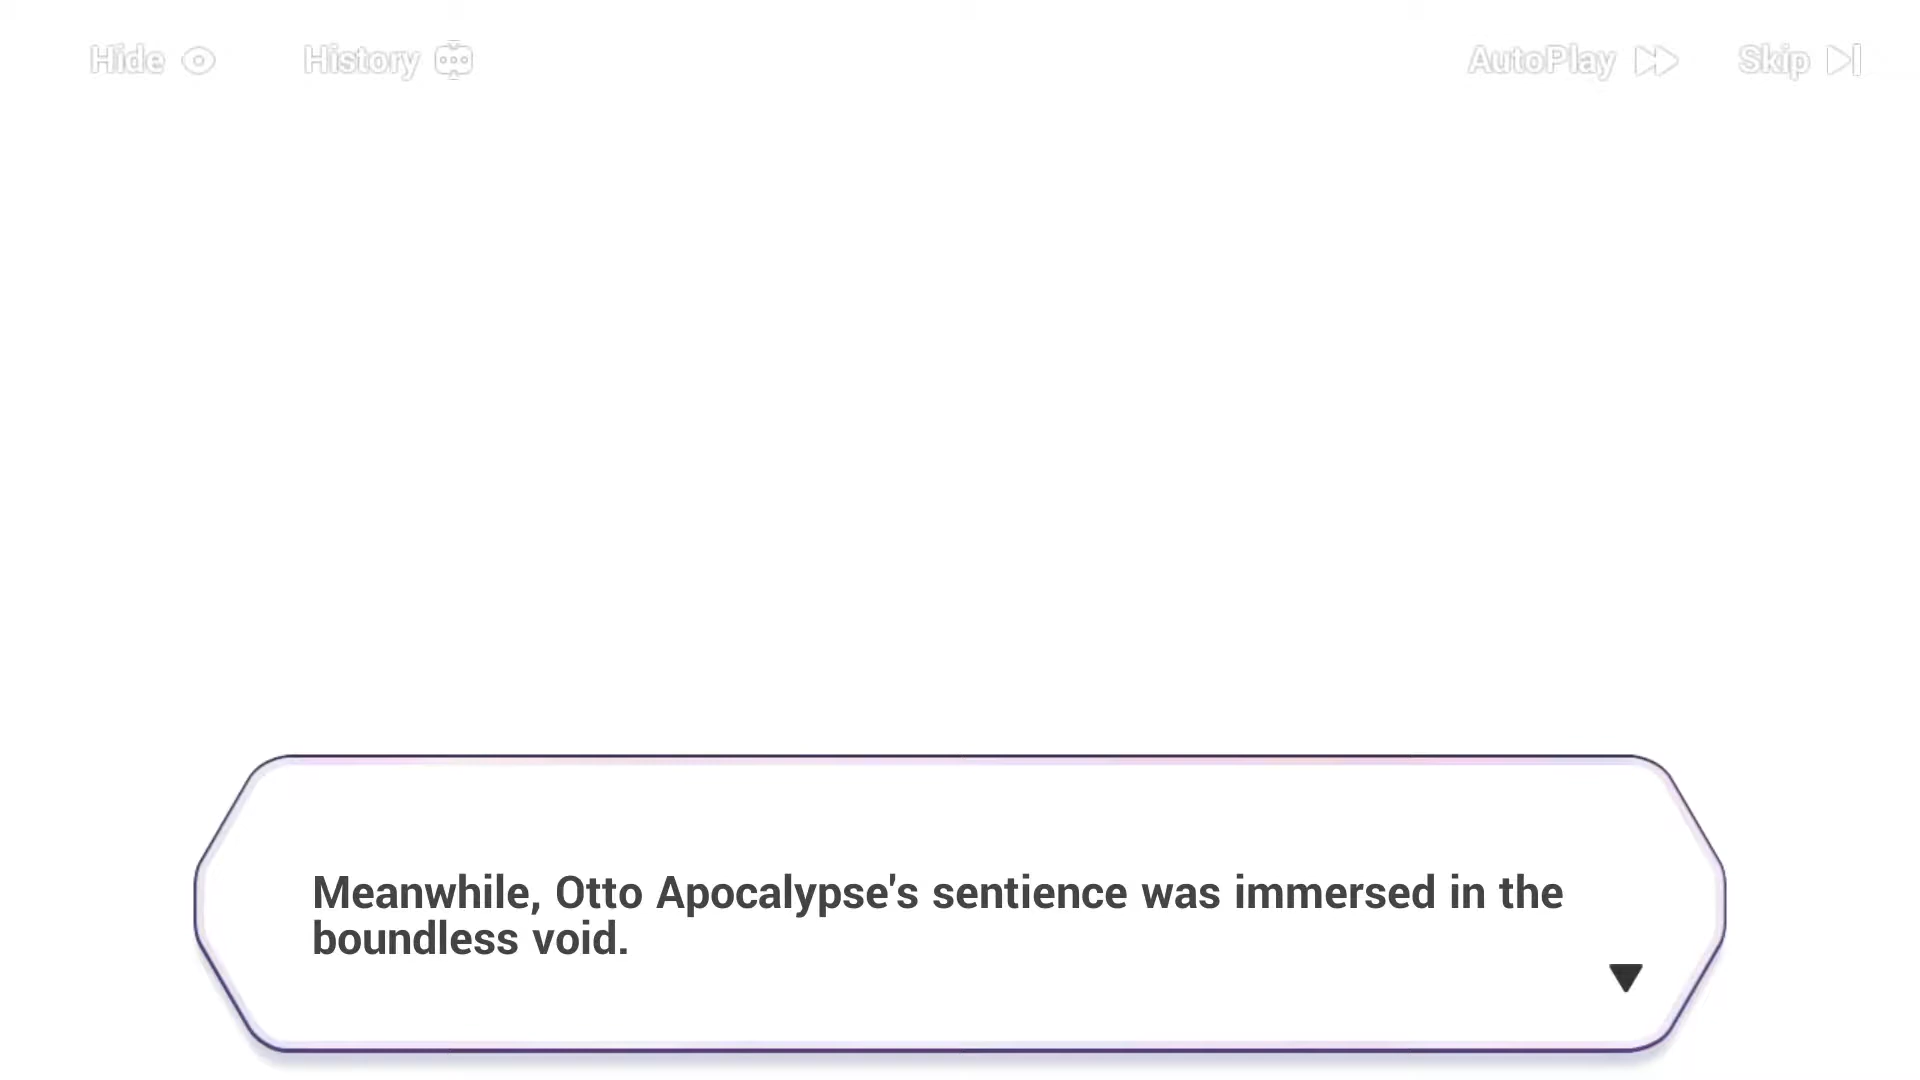 Hide
History
AutoPlay
Skip
Meanwhile, Otto Apocalypse's sentience was immersed in the
boundless void.